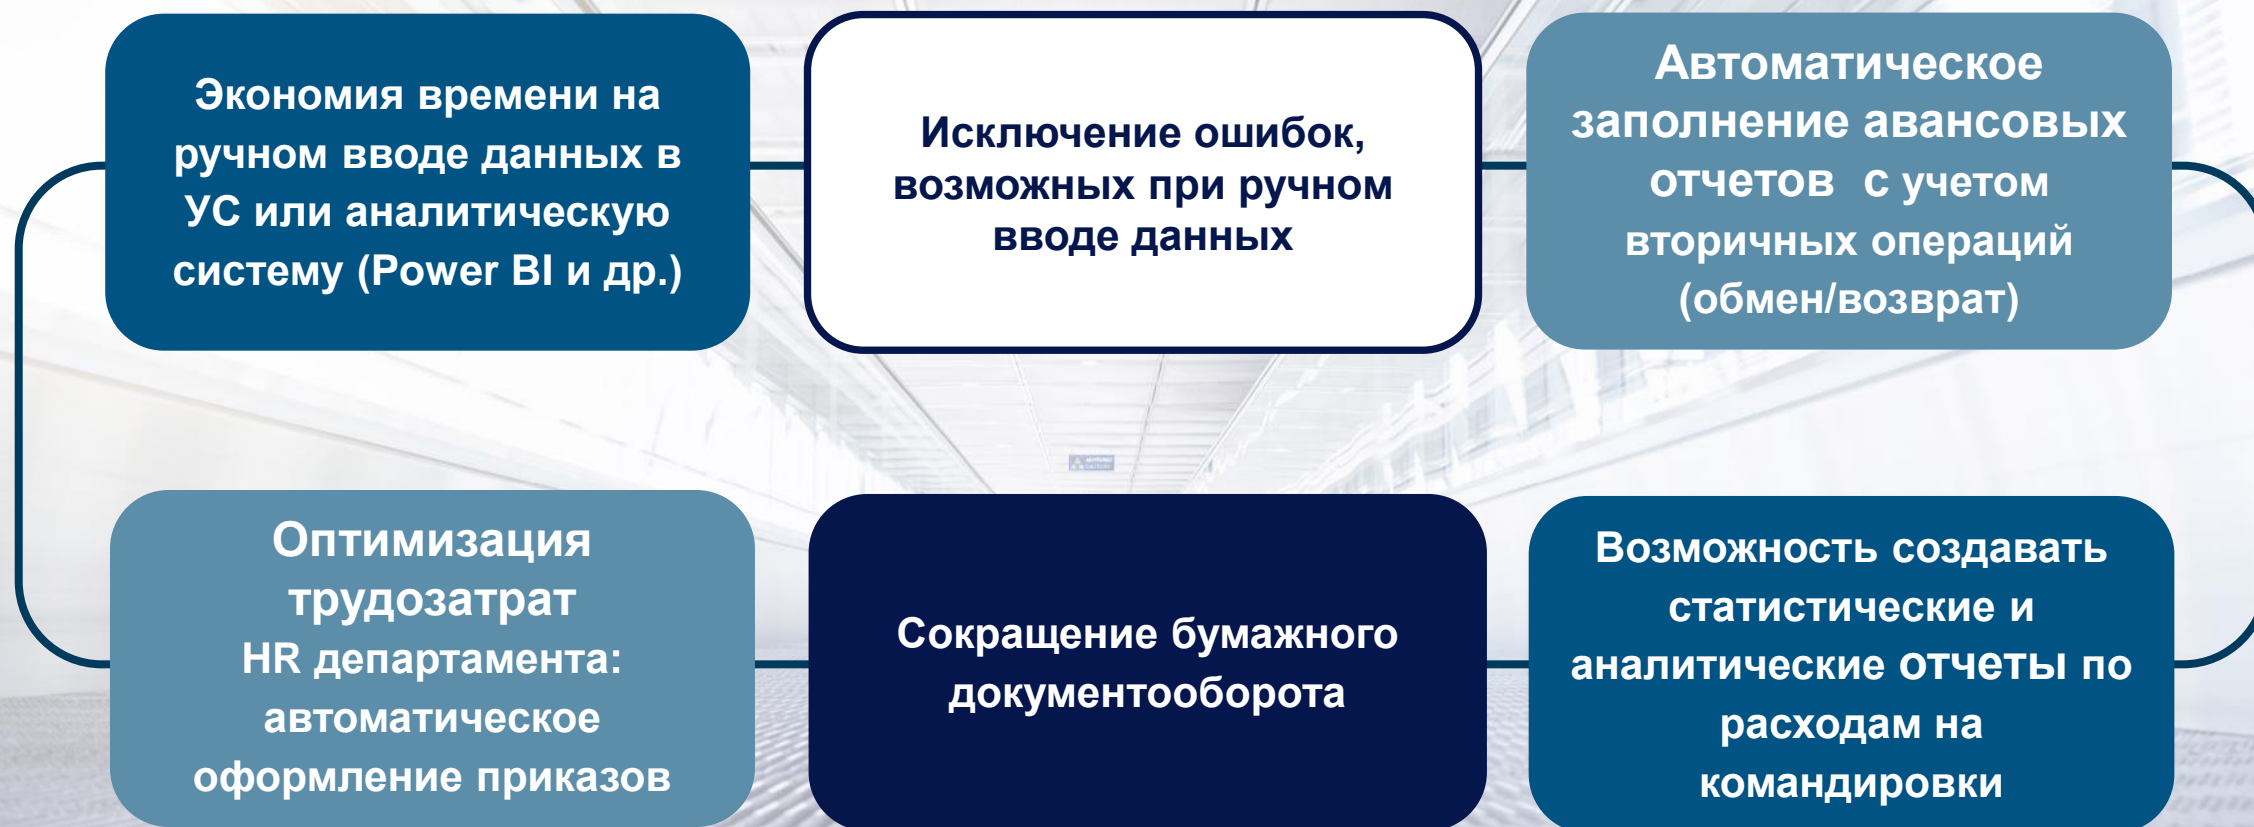 Экономия времени на
ручном вводе данных в
УС или аналитическую
систему (Power BI и др.)
Исключение ошибок,
возможных при ручном
вводе данных
Автоматическое
заполнение авансовых
отчетов с учетом
вторичных операций
(обмен/возврат)
Оптимизация
трудозатрат
HR департамента:
автоматическое
оформление приказов
Сокращение бумажного
документооборота
Возможность создавать
статистические и
аналитические отчеты по
расходам на
командировки